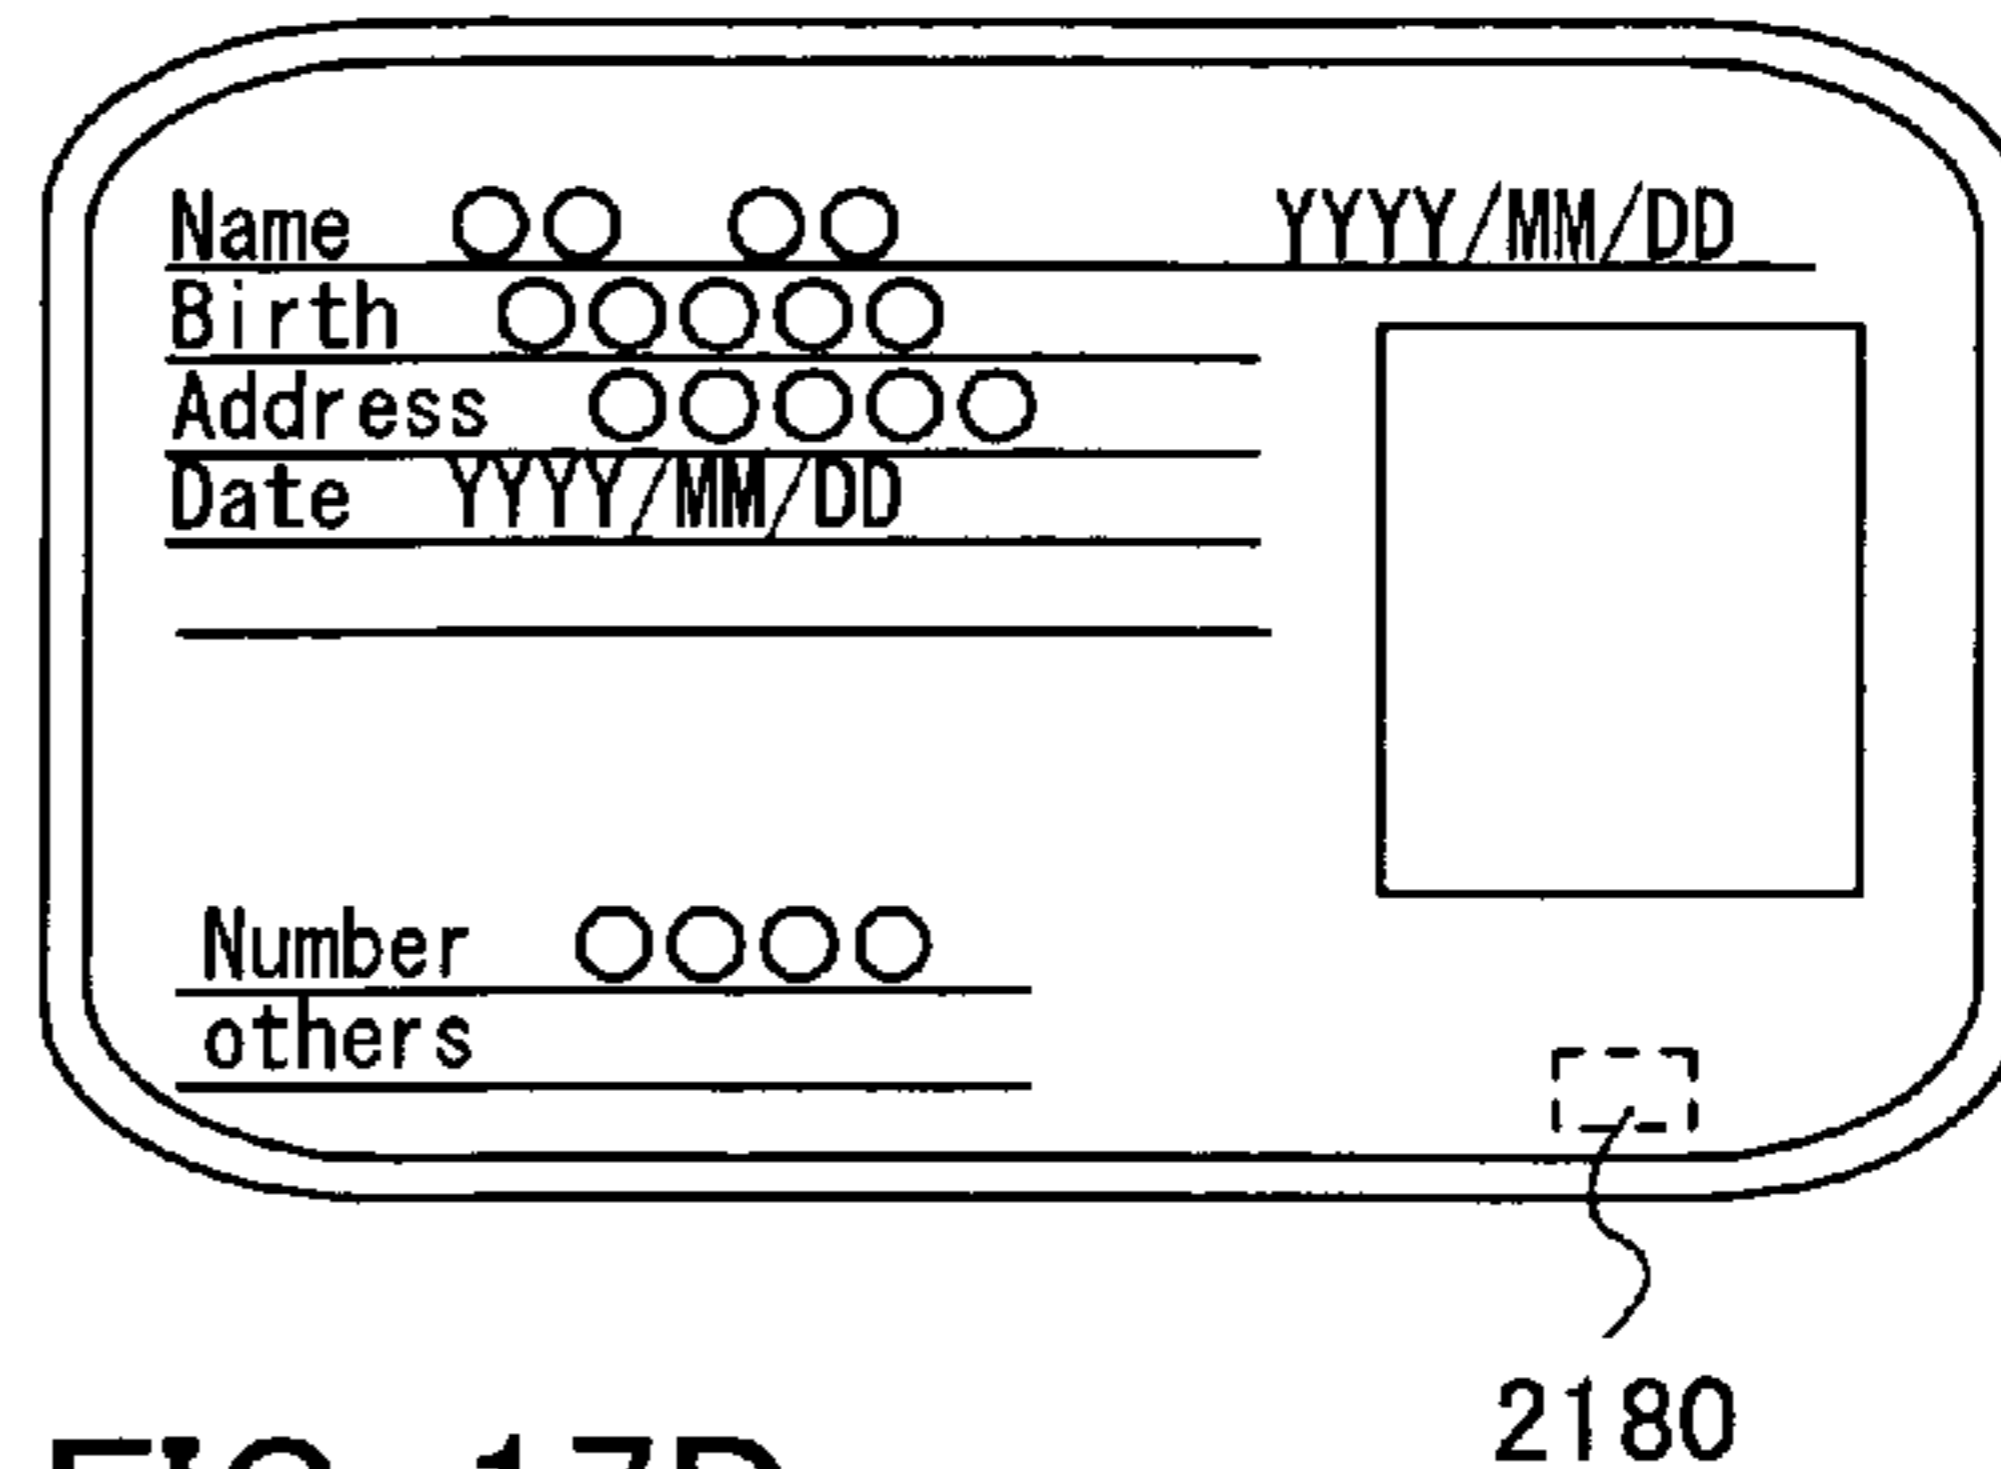 Name ○○ ○○ YYYY/MM/DD
Birth ○○○○○
Address ○○○○○
Date YYYY/MM/DD
Number ○○○○
others
2180